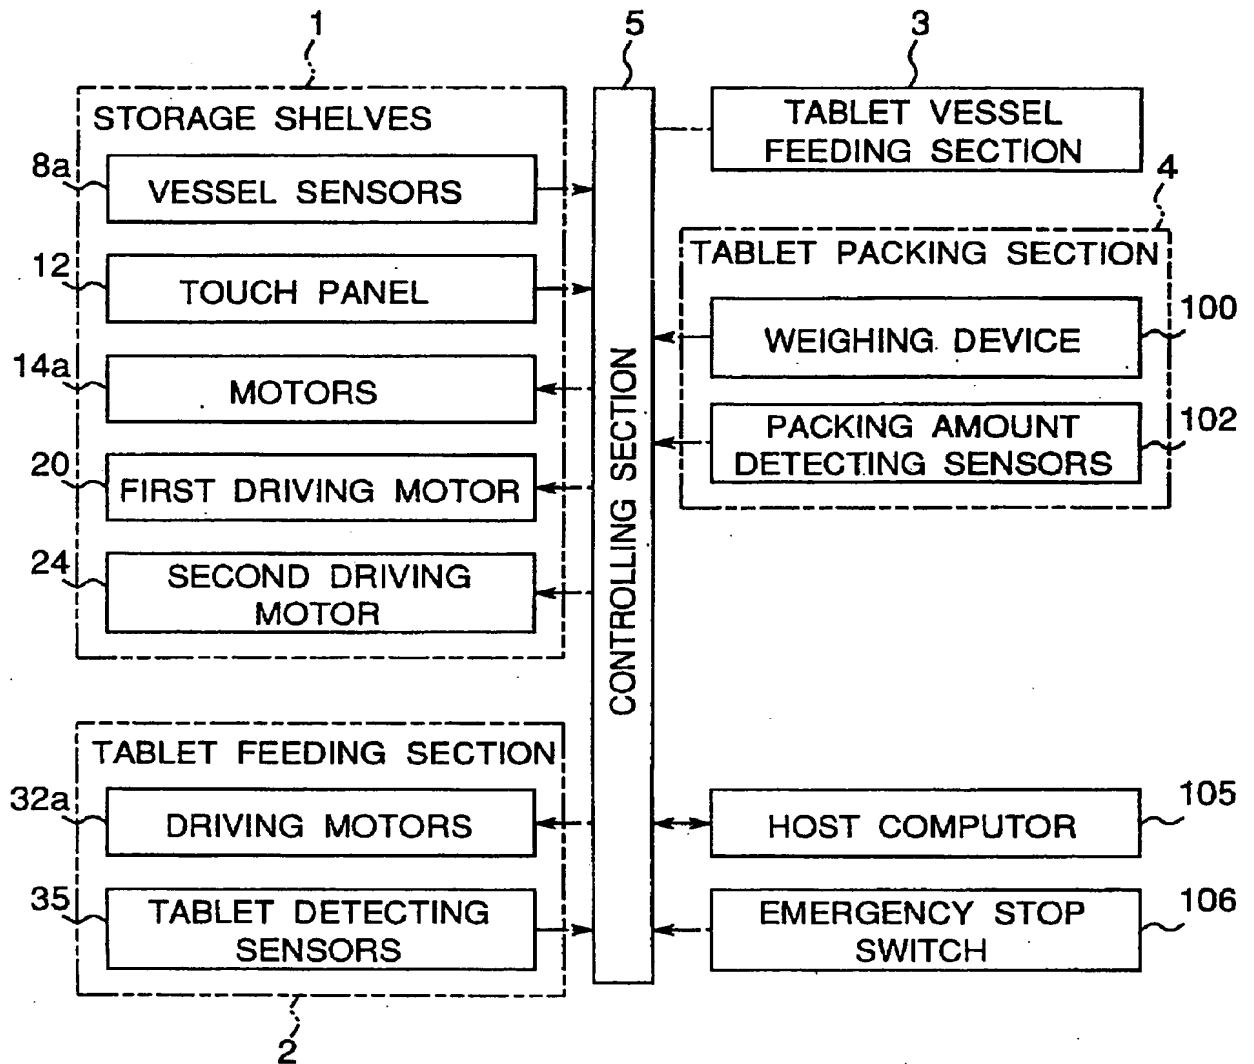 1
5
3
STORAGE SHELVES
8a
VESSEL SENSORS
12
TOUCH PANEL
14a
MOTORS
20
FIRST DRIVING MOTOR
24
SECOND DRIVING
MOTOR
TABLET FEEDING SECTION
32a
DRIVING MOTORS
35
TABLET DETECTING
SENSORS
2
CONTROLLING SECTION
TABLET VESSEL
FEEDING SECTION
4
TABLET PACKING SECTION
WEIGHING DEVICE
100
PACKING AMOUNT
DETECTING SENSORS
102
HOST COMPUTOR
105
EMERGENCY STOP
SWITCH
106